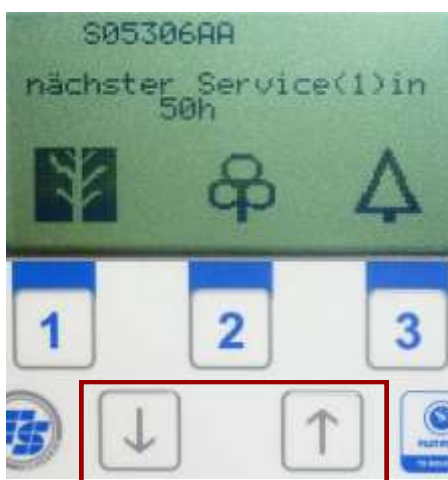 S05306AA
nächster Service(1)in
50h
1
2
3
↓
↑